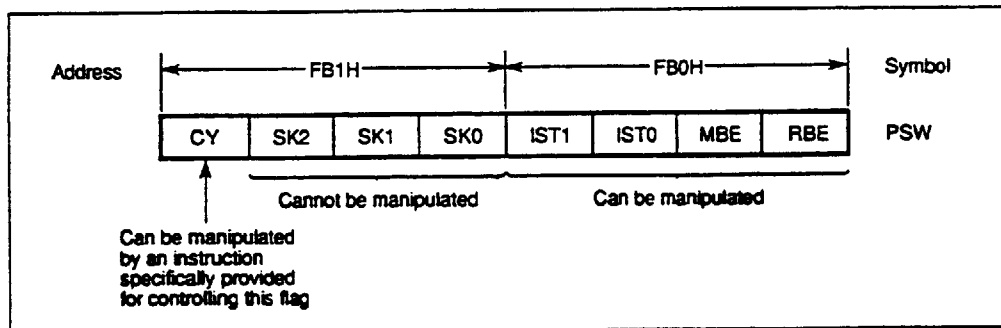 Address FB1H FB0H Symbol
CY SK2 SK1 SK0 IST1 IST0 MBE RBE PSW
Cannot be manipulated Can be manipulated
Can be manipulated
by an instruction
specifically provided
for controlling this flag